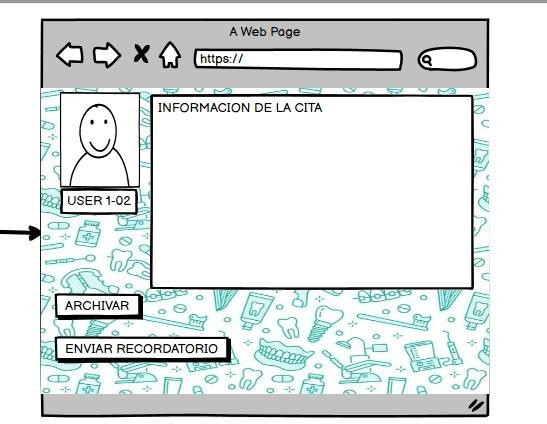 A Web Page
https://
INFORMACION DE LA CITA
USER 1-02
ARCHIVAR
ENVIAR RECORDATORIO